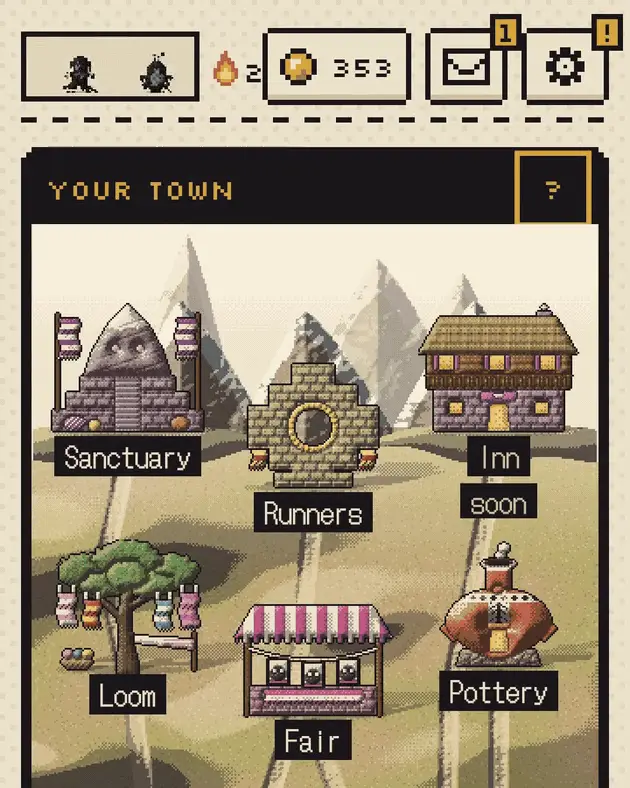 2
353
1
!
YOUR TOWN
?
Sanctuary
Runners
Inn
soon
Loom
Fair
Pottery